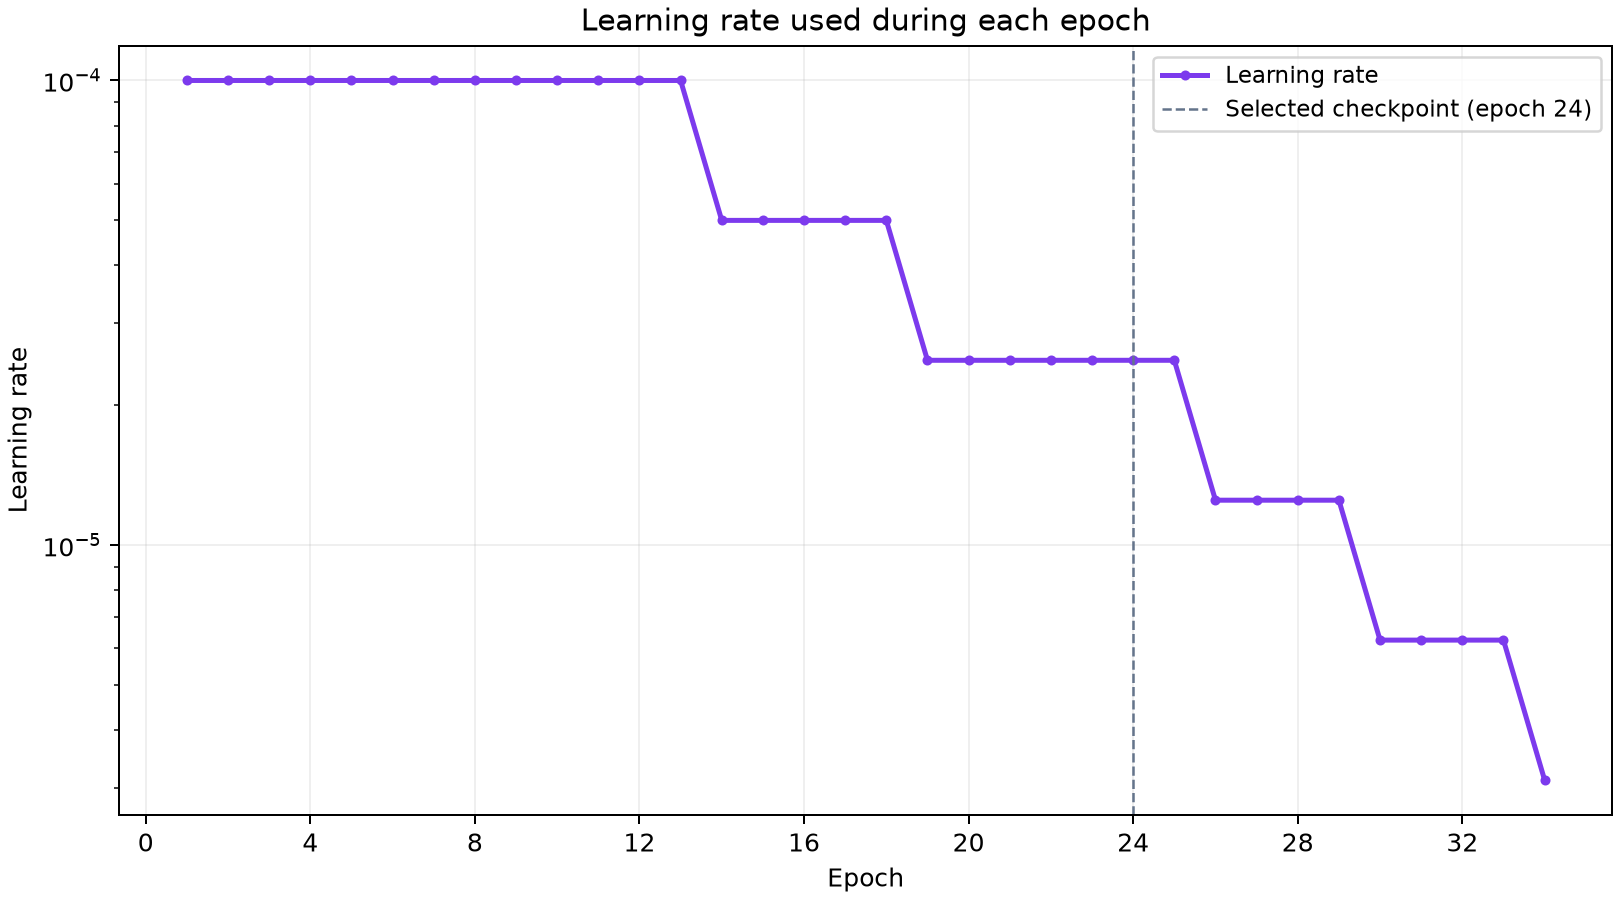 Learning rate used during each epoch
Learning rate
Selected checkpoint (epoch 24)
Learning rate
10⁻⁴
10⁻⁵
0 4 8 12 16 20 24 28 32
Epoch